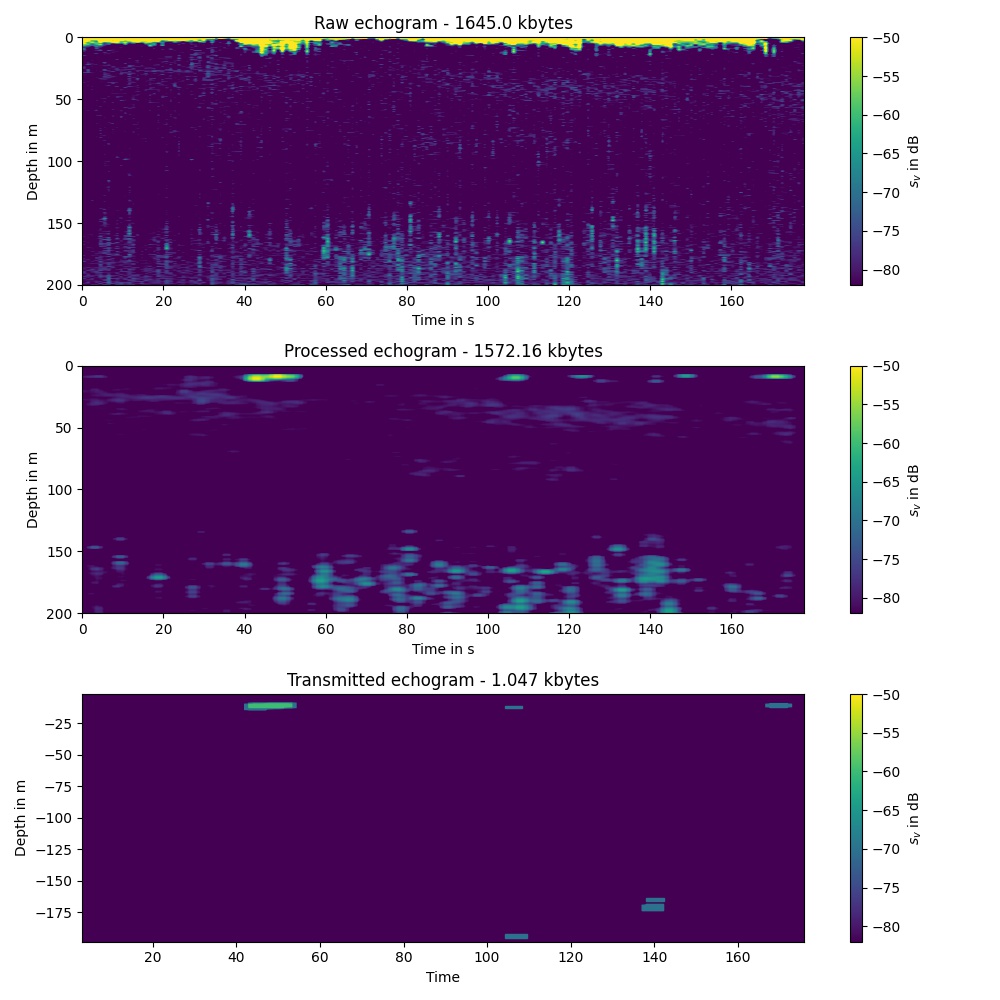 Raw echogram - 1645.0 kbytes
0
50
100
150
200
Depth in m
0 20 40 60 80 100 120 140 160
Time in s
−50
−55
−60
−65
−70
−75
−80
sv in dB
Processed echogram - 1572.16 kbytes
0
50
100
150
200
Depth in m
0 20 40 60 80 100 120 140 160
Time in s
−50
−55
−60
−65
−70
−75
−80
sv in dB
Transmitted echogram - 1.047 kbytes
−25
−50
−75
−100
−125
−150
−175
Depth in m
20 40 60 80 100 120 140 160
Time
−50
−55
−60
−65
−70
−75
−80
sv in dB